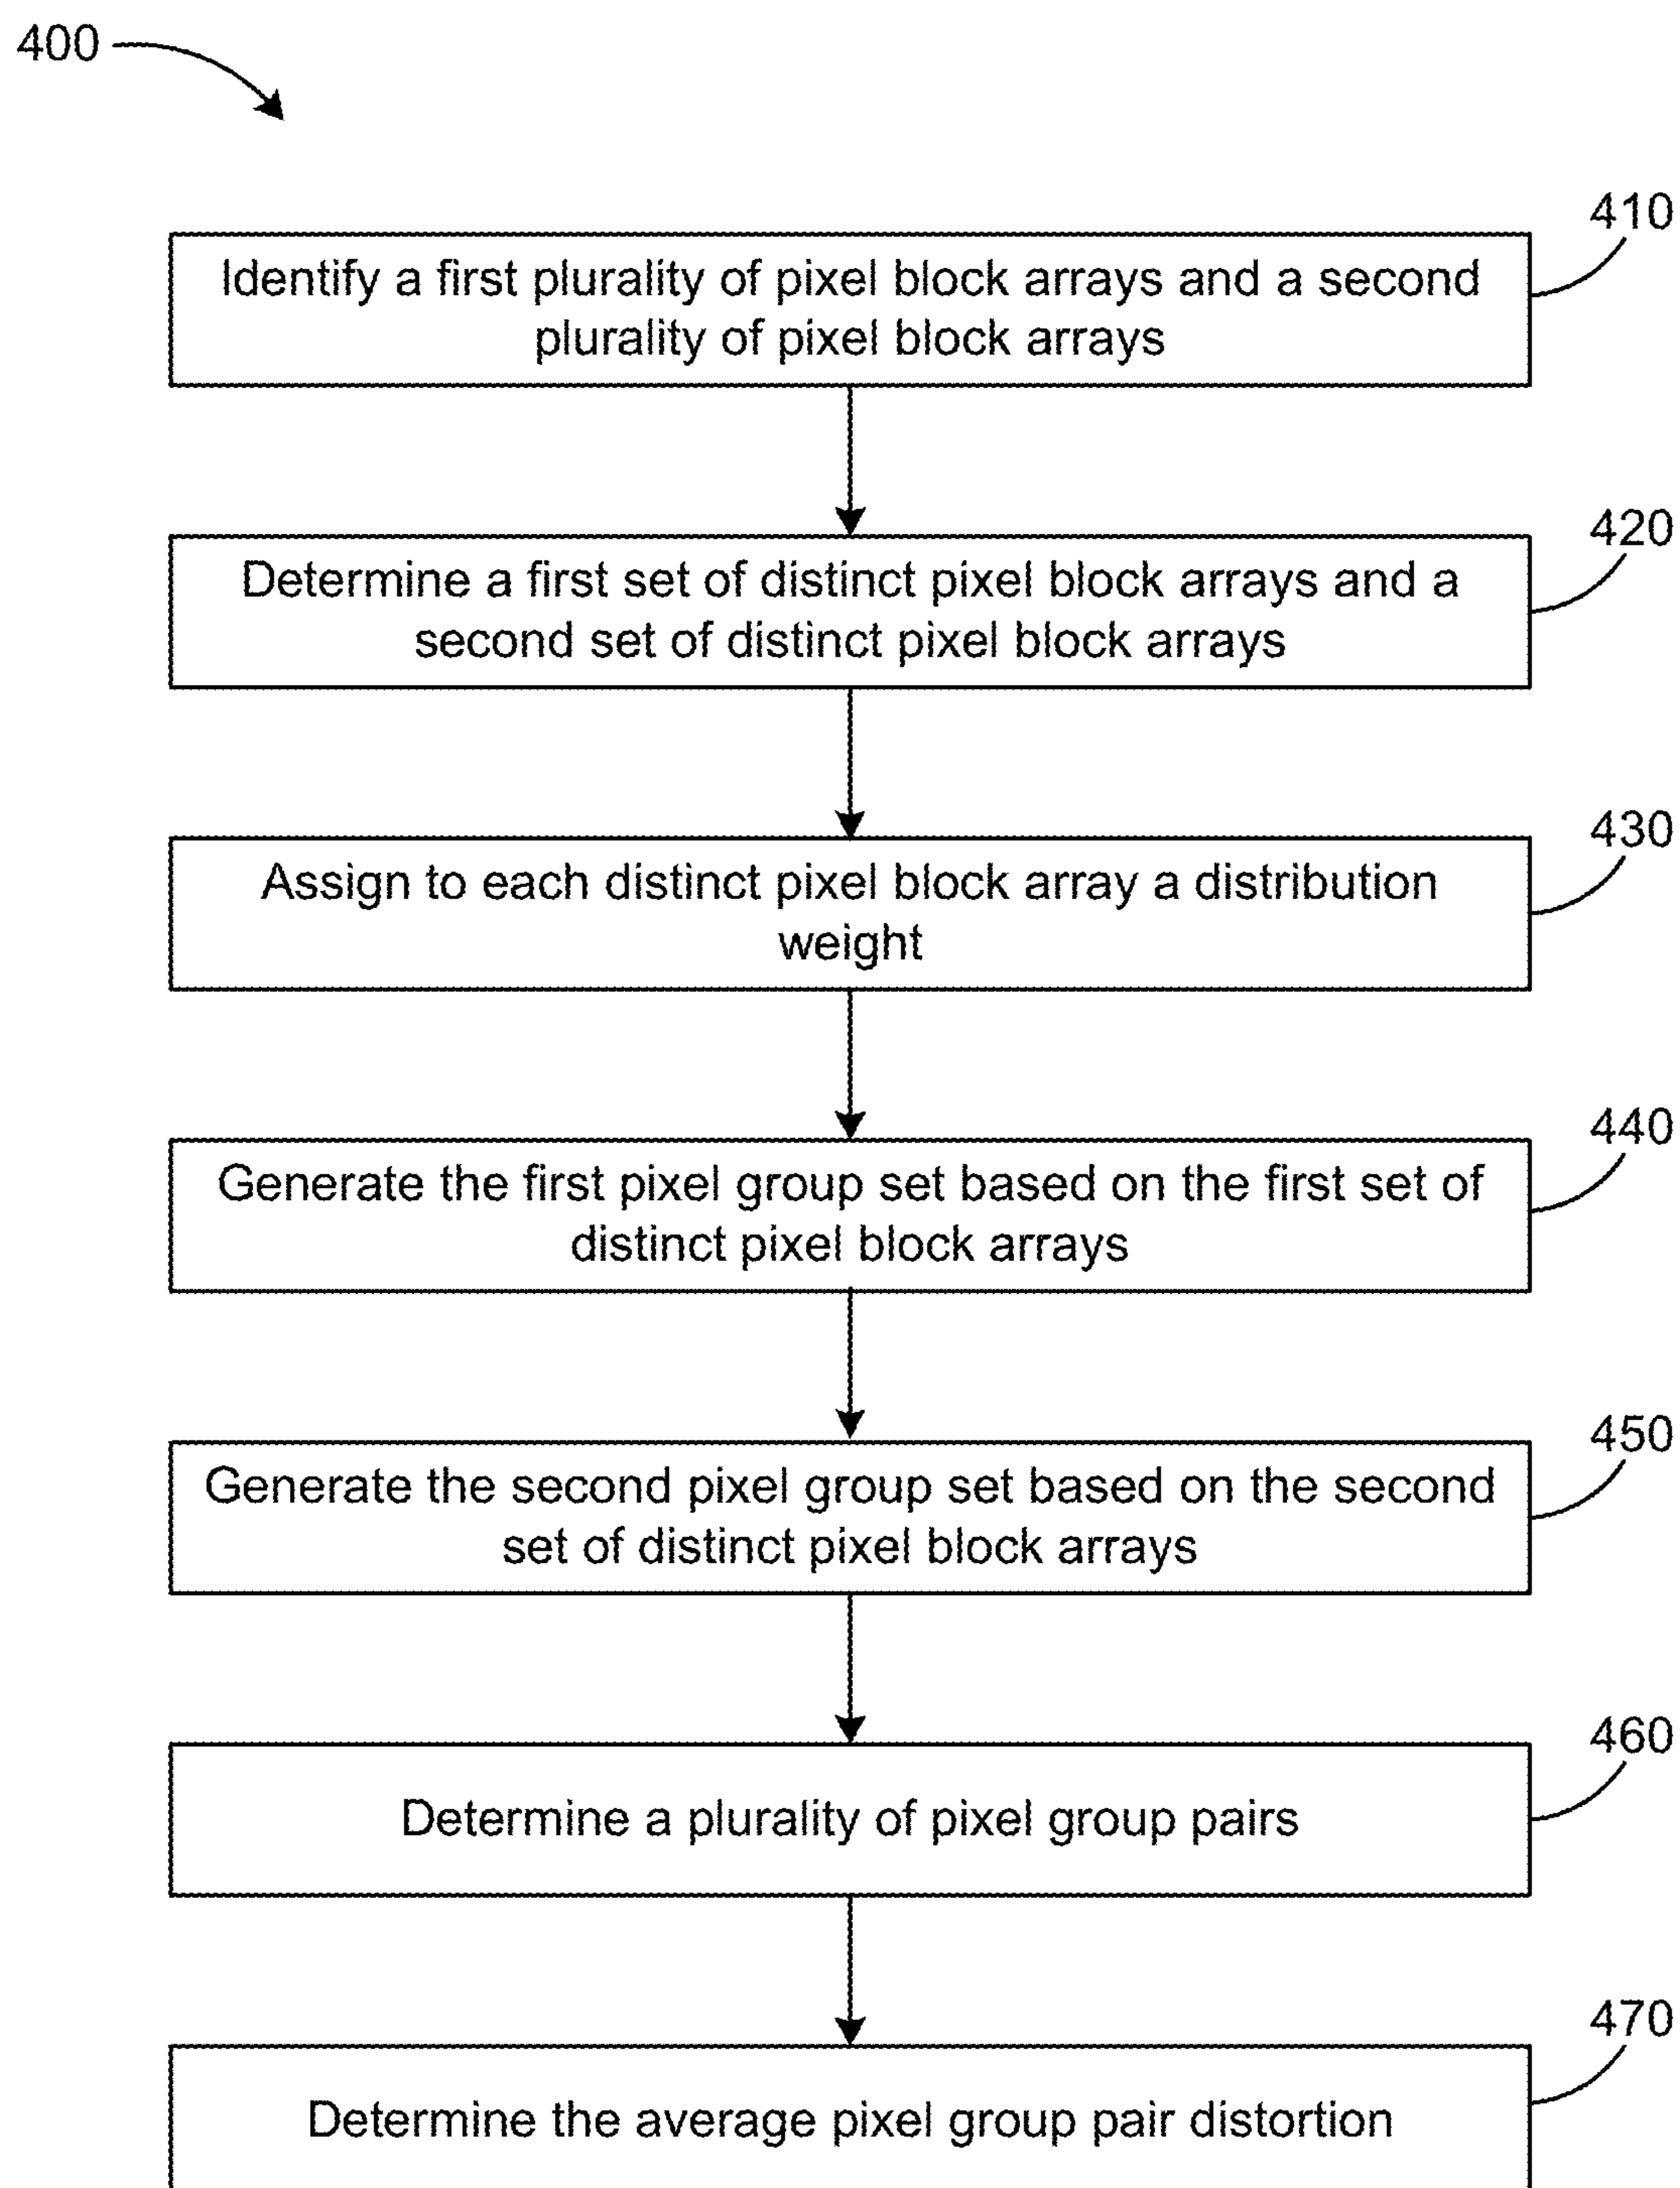 400
410
Identify a first plurality of pixel block arrays and a second
plurality of pixel block arrays
420
Determine a first set of distinct pixel block arrays and a
second set of distinct pixel block arrays
430
Assign to each distinct pixel block array a distribution
weight
440
Generate the first pixel group set based on the first set of
distinct pixel block arrays
450
Generate the second pixel group set based on the second
set of distinct pixel block arrays
460
Determine a plurality of pixel group pairs
470
Determine the average pixel group pair distortion